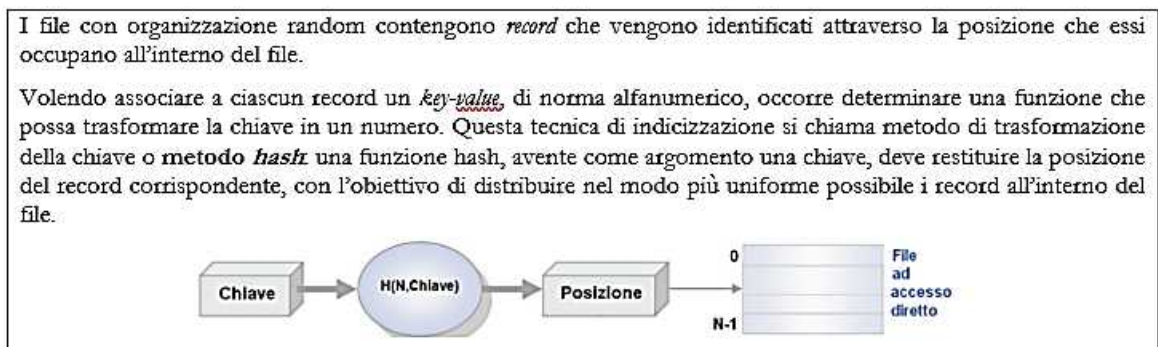 I file con organizzazione random contengono record che vengono identificati attraverso la posizione che essi
occupano all'interno del file.
Volendo associare a ciascun record un key-value, di norma alfanumerico, occorre determinare una funzione che
possa trasformare la chiave in un numero. Questa tecnica di indicizzazione si chiama metodo di trasformazione
della chiave o metodo hash: una funzione hash, avente come argomento una chiave, deve restituire la posizione
del record corrispondente, con l'obiettivo di distribuire nel modo più uniforme possibile i record all'interno del
file.
Chiave
H(N,Chiave)
Posizione
0
N-1
File
ad
accesso
diretto